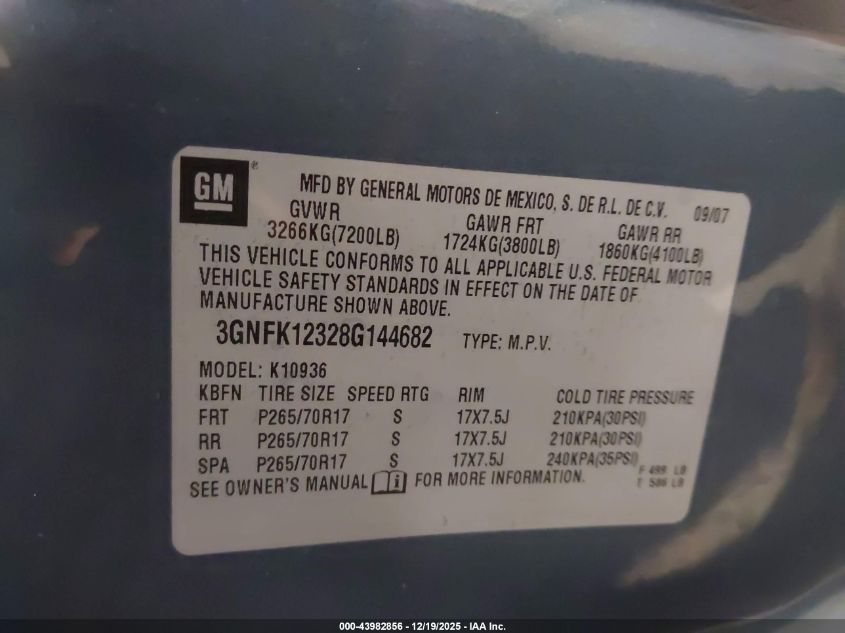 GM ®
MFD BY GENERAL MOTORS DE MEXICO, S. DE R.L. DE C.V. 09/07
GVWR GAWR FRT GAWR RR
3266KG(7200LB) 1724KG(3800LB) 1860KG(4100LB)
THIS VEHICLE CONFORMS TO ALL APPLICABLE U.S. FEDERAL MOTOR
VEHICLE SAFETY STANDARDS IN EFFECT ON THE DATE OF
MANUFACTURE SHOWN ABOVE.
3GNFK12328G144682 TYPE: M.P.V.
MODEL: K10936
KBFN TIRE SIZE SPEED RTG RIM COLD TIRE PRESSURE
FRT P265/70R17 S 17X7.5J 210KPA(30PSI)
RR P265/70R17 S 17X7.5J 210KPA(30PSI)
SPA P265/70R17 S 17X7.5J 240KPA(35PSI)
F 499 LB
SEE OWNER'S MANUAL i FOR MORE INFORMATION. T 586 LB
000-43982856 - 12/19/2025 - IAA Inc.